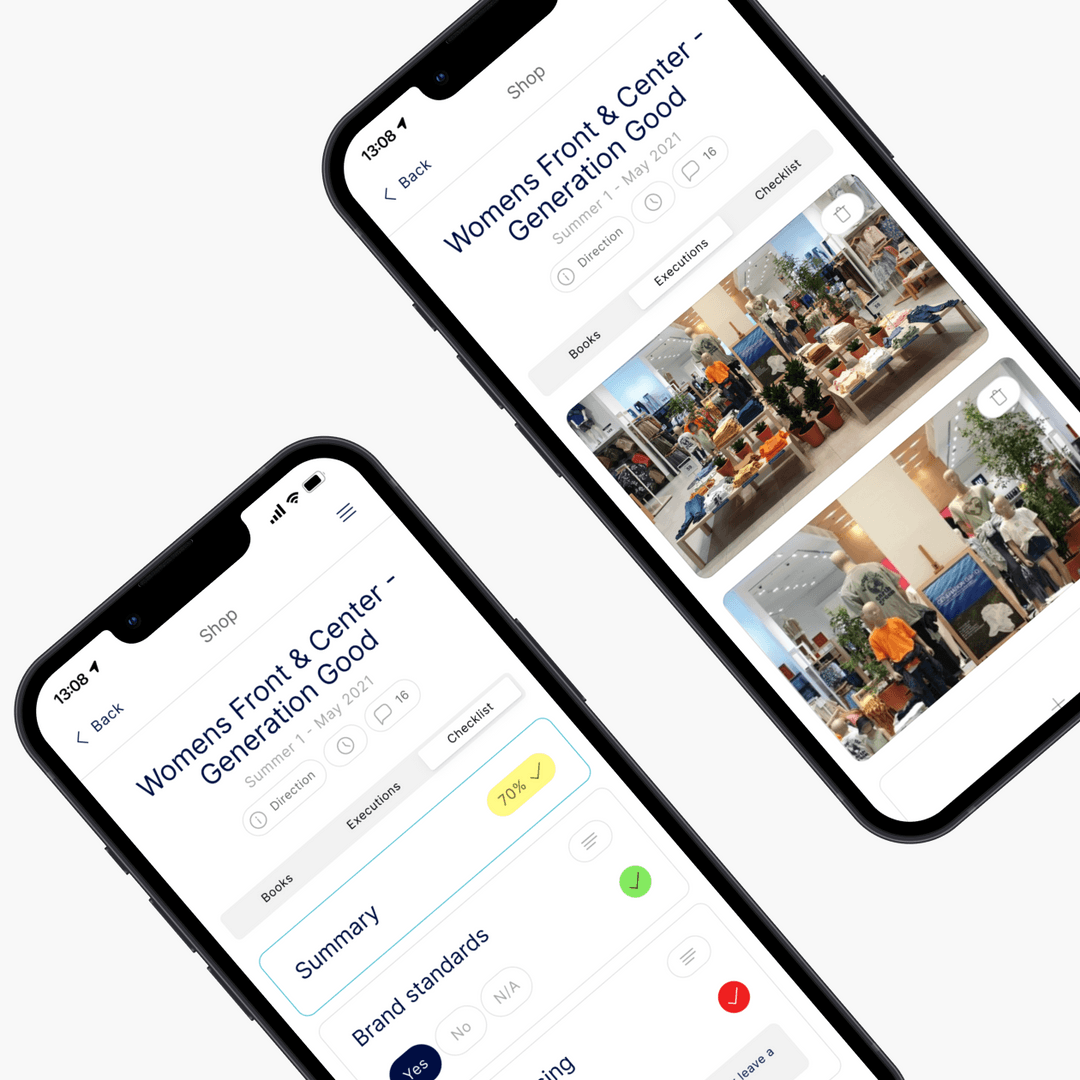 13:08
Back
Shop
Womens Front & Center -
Generation Good
Summer 1 - May 2021
Direction
16
Books
Executions
Checklist
13:08
Back
Shop
Womens Front & Center -
Generation Good
Summer 1 - May 2021
Direction
16
Books
Executions
Checklist
Summary
70%
Brand standards
Yes
No
N/A
leave a